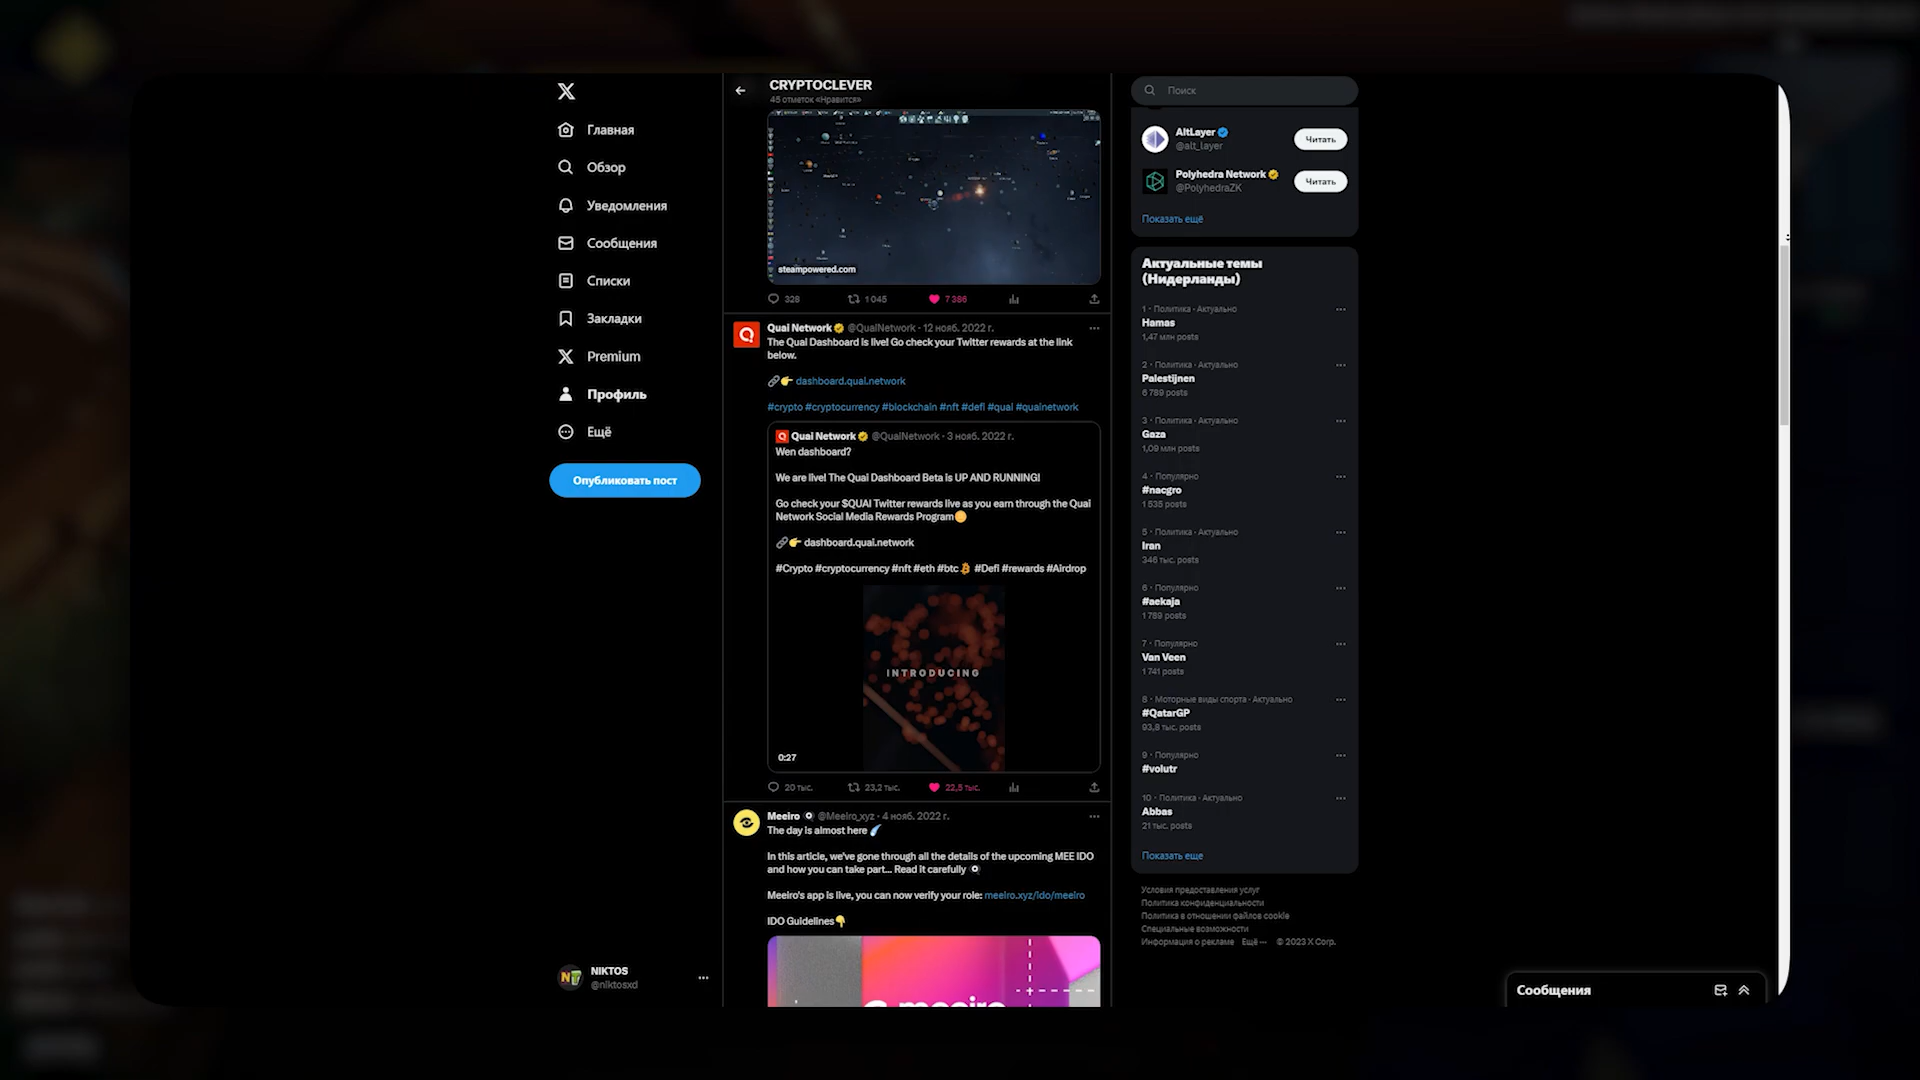 Главная
Обзор
Уведомления
Сообщения
Списки
Закладки
Premium
Профиль
Ещё
Опубликовать пост
NIKTOS
@niktosxd
CRYPTOCLEVER
45 отметок «Нравится»
steampowered.com
328 1 045 7 386
Quai Network @QuaiNetwork · 12 нояб. 2022 г.
The Quai Dashboard is live! Go check your Twitter rewards at the link
below.
dashboard.quai.network
#crypto #cryptocurrency #blockchain #nft #defi #quai #quainetwork
Quai Network @QuaiNetwork · 3 нояб. 2022 г.
Wen dashboard?
We are live! The Quai Dashboard Beta is UP AND RUNNING!
Go check your $QUAI Twitter rewards live as you earn through the Quai
Network Social Media Rewards Program
dashboard.quai.network
#Crypto #cryptocurrency #nft #eth #btc #Defi #rewards #Airdrop
INTRODUCING
0:27
20 тыс. 23,2 тыс. 22,5 тыс.
Meeiro @Meeiro_xyz · 4 нояб. 2022 г.
The day is almost here
In this article, we've gone through all the details of the upcoming MEE IDO
and how you can take part... Read it carefully
Meeiro's app is live, you can now verify your role: meeiro.xyz/ido/meeiro
IDO Guidelines
meeiro
Поиск
AltLayer
@alt_layer
Читать
Polyhedra Network
@PolyhedraZK
Читать
Показать ещё
Актуальные темы
(Нидерланды)
1 · Политика · Актуально
Hamas
1,47 млн posts
2 · Политика · Актуально
Palestijnen
6 789 posts
3 · Политика · Актуально
Gaza
1,09 млн posts
4 · Популярно
#nacgro
1 535 posts
5 · Политика · Актуально
Iran
346 тыс. posts
6 · Популярно
#aekaja
1 789 posts
7 · Популярно
Van Veen
1 741 posts
8 · Моторные виды спорта · Актуально
#QatarGP
93,8 тыс. posts
9 · Популярно
#volutr
10 · Политика · Актуально
Abbas
21 тыс. posts
Показать еще
Условия предоставления услуг
Политика конфиденциальности
Политика в отношении файлов cookie
Специальные возможности
Информация о рекламе Ещё ··· © 2023 X Corp.
Сообщения